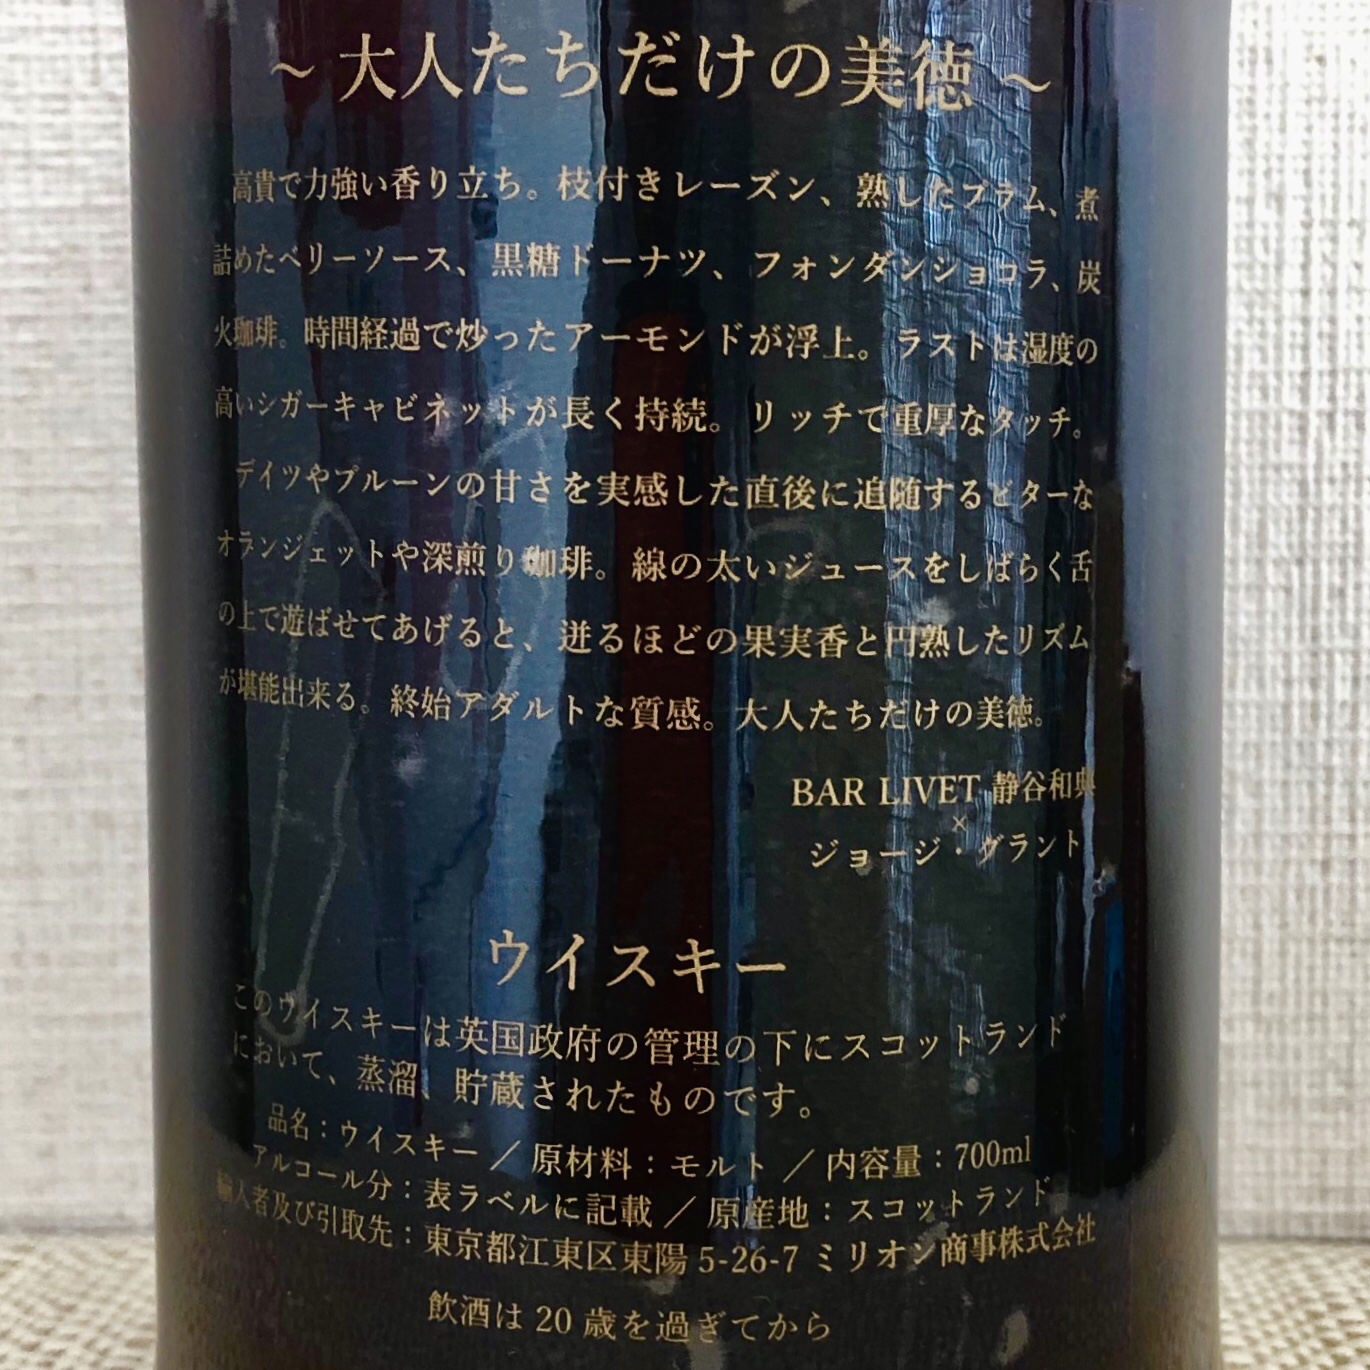 ～ 大人たちだけの美徳 ～
高貴で力強い香り立ち。枝付きレーズン、熟したプラム、煮
詰めたベリーソース、黒糖ドーナツ、フォンダンショコラ、炭
火珈琲。時間経過で炒ったアーモンドが浮上。ラストは湿度の
高いシガーキャビネットが長く持続。リッチで重厚なタッチ。
デイツやプルーンの甘さを実感した直後に追随するビターな
オランジェットや深煎り珈琲。線の太いジュースをしばらく舌
の上で遊ばせてあげると、迸るほどの果実香と円熟したリズム
が堪能出来る。終始アダルトな質感。大人たちだけの美徳。
BAR LIVET 静谷和典
×
ジョージ・グラント
ウイスキー
このウイスキーは英国政府の管理の下にスコットランド
において、蒸溜、貯蔵されたものです。
品名：ウイスキー ／ 原材料：モルト ／ 内容量：700ml
アルコール分：表ラベルに記載 ／ 原産地：スコットランド
輸入者及び引取先：東京都江東区東陽 5-26-7 ミリオン商事株式会社
飲酒は 20 歳を過ぎてから